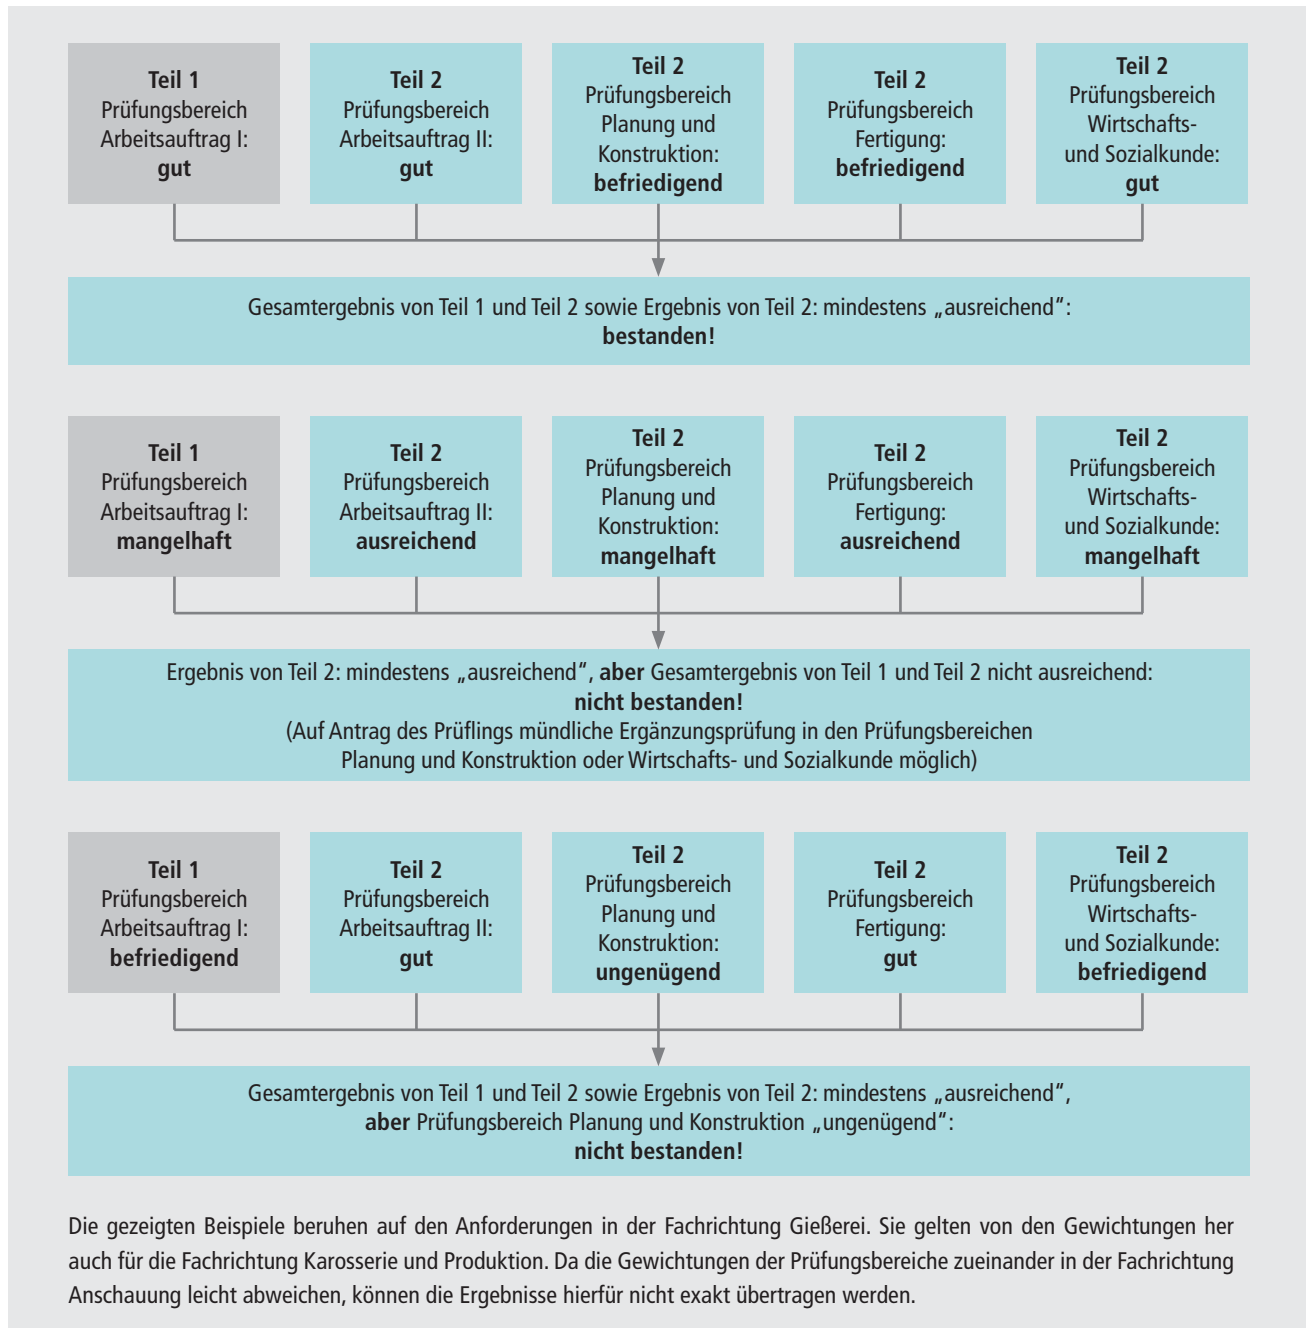 Teil 1
Prüfungsbereich
Arbeitsauftrag I:
gut
Teil 2
Prüfungsbereich
Arbeitsauftrag II:
gut
Teil 2
Prüfungsbereich
Planung und
Konstruktion:
befriedigend
Teil 2
Prüfungsbereich
Fertigung:
befriedigend
Teil 2
Prüfungsbereich
Wirtschafts-
und Sozialkunde:
gut
Gesamtergebnis von Teil 1 und Teil 2 sowie Ergebnis von Teil 2: mindestens „ausreichend“:
bestanden!
Teil 1
Prüfungsbereich
Arbeitsauftrag I:
mangelhaft
Teil 2
Prüfungsbereich
Arbeitsauftrag II:
ausreichend
Teil 2
Prüfungsbereich
Planung und
Konstruktion:
mangelhaft
Teil 2
Prüfungsbereich
Fertigung:
ausreichend
Teil 2
Prüfungsbereich
Wirtschafts-
und Sozialkunde:
mangelhaft
Ergebnis von Teil 2: mindestens „ausreichend“, aber Gesamtergebnis von Teil 1 und Teil 2 nicht ausreichend:
nicht bestanden!
(Auf Antrag des Prüflings mündliche Ergänzungsprüfung in den Prüfungsbereichen
Planung und Konstruktion oder Wirtschafts- und Sozialkunde möglich)
Teil 1
Prüfungsbereich
Arbeitsauftrag I:
befriedigend
Teil 2
Prüfungsbereich
Arbeitsauftrag II:
gut
Teil 2
Prüfungsbereich
Planung und
Konstruktion:
ungenügend
Teil 2
Prüfungsbereich
Fertigung:
gut
Teil 2
Prüfungsbereich
Wirtschafts-
und Sozialkunde:
befriedigend
Gesamtergebnis von Teil 1 und Teil 2 sowie Ergebnis von Teil 2: mindestens „ausreichend“,
aber Prüfungsbereich Planung und Konstruktion „ungenügend“:
nicht bestanden!
Die gezeigten Beispiele beruhen auf den Anforderungen in der Fachrichtung Gießerei. Sie gelten von den Gewichtungen her
auch für die Fachrichtung Karosserie und Produktion. Da die Gewichtungen der Prüfungsbereiche zueinander in der Fachrichtung
Anschauung leicht abweichen, können die Ergebnisse hierfür nicht exakt übertragen werden.